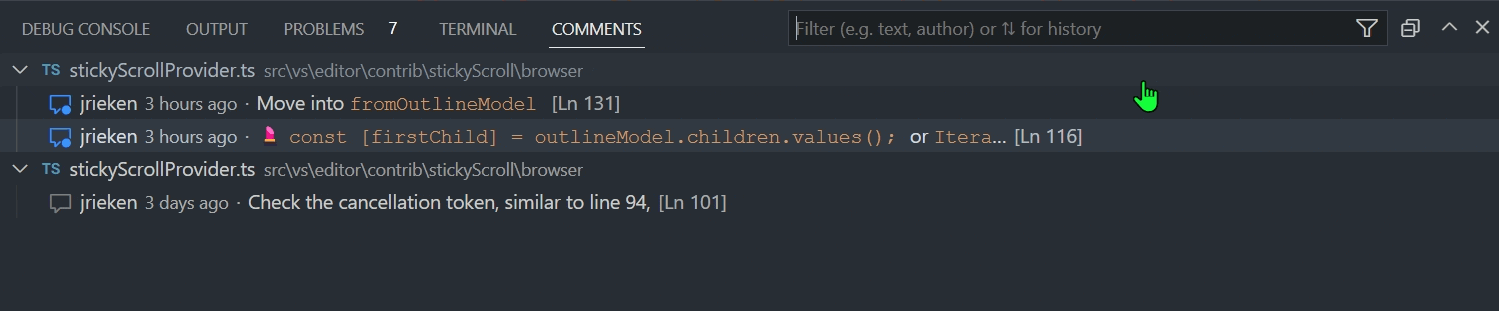 DEBUG CONSOLE OUTPUT PROBLEMS 7 TERMINAL COMMENTS Filter (e.g. text, author) or ⇅ for history
TS stickyScrollProvider.ts src\vs\editor\contrib\stickyScroll\browser
jrieken 3 hours ago · Move into fromOutlineModel [Ln 131]
jrieken 3 hours ago · 💄 const [firstChild] = outlineModel.children.values(); or Itera... [Ln 116]
TS stickyScrollProvider.ts src\vs\editor\contrib\stickyScroll\browser
jrieken 3 days ago · Check the cancellation token, similar to line 94, [Ln 101]